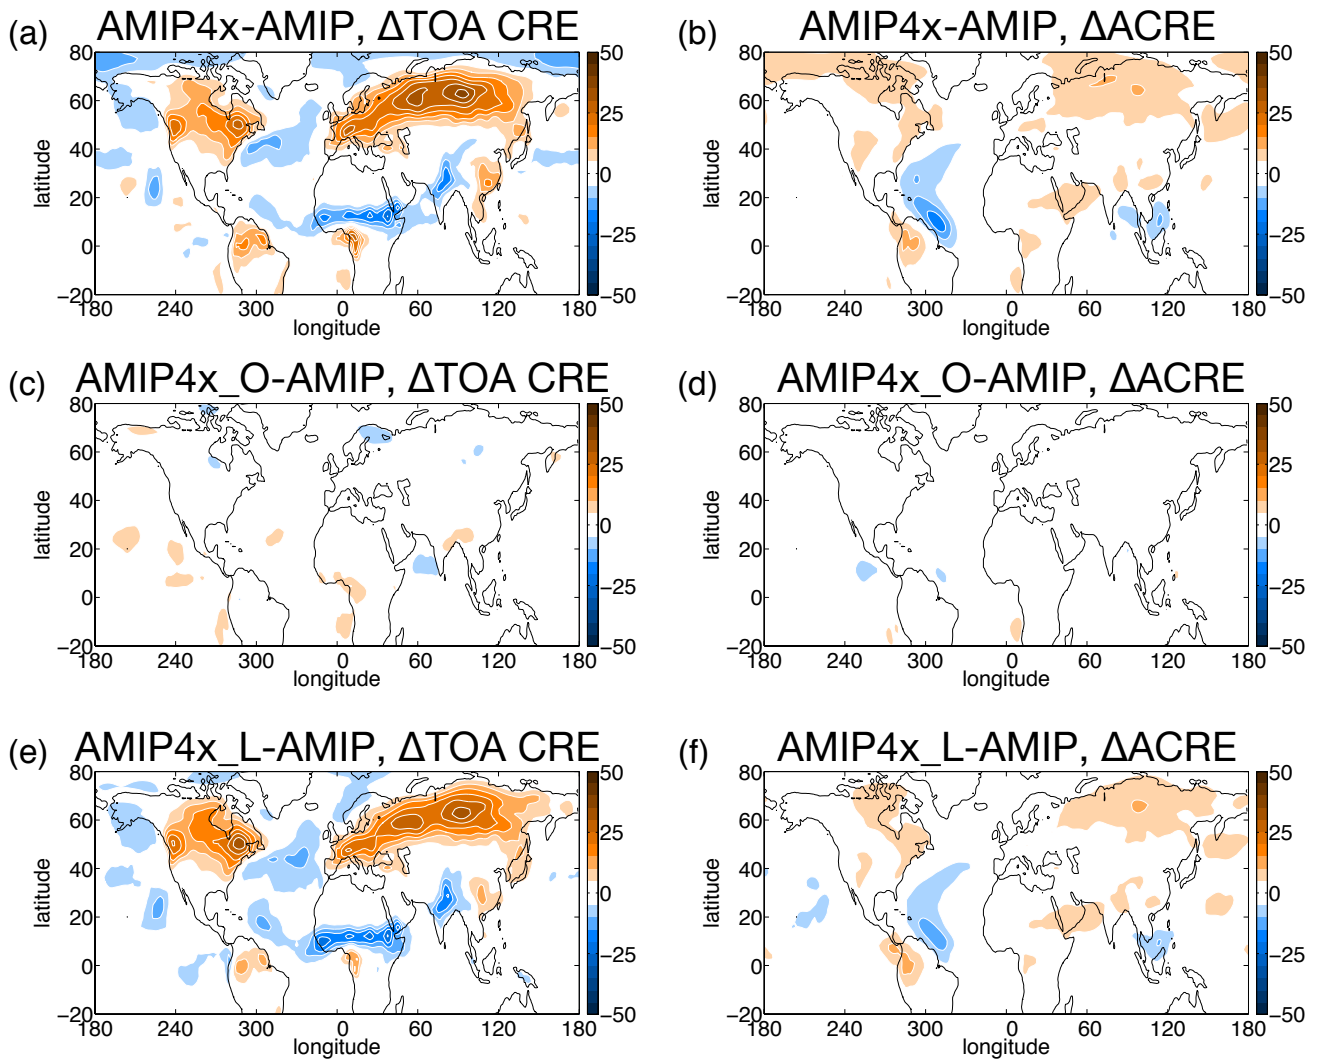 (a) AMIP4x-AMIP, ΔTOA CRE
80
60
40
20
0
−20
latitude
180 240 300 0 60 120 180
longitude
50
25
0
−25
−50
(b) AMIP4x-AMIP, ΔACRE
80
60
40
20
0
−20
latitude
180 240 300 0 60 120 180
longitude
50
25
0
−25
−50
(c) AMIP4x_O-AMIP, ΔTOA CRE
80
60
40
20
0
−20
latitude
180 240 300 0 60 120 180
longitude
50
25
0
−25
−50
(d) AMIP4x_O-AMIP, ΔACRE
80
60
40
20
0
−20
latitude
180 240 300 0 60 120 180
longitude
50
25
0
−25
−50
(e) AMIP4x_L-AMIP, ΔTOA CRE
80
60
40
20
0
−20
latitude
180 240 300 0 60 120 180
longitude
50
25
0
−25
−50
(f) AMIP4x_L-AMIP, ΔACRE
80
60
40
20
0
−20
latitude
180 240 300 0 60 120 180
longitude
50
25
0
−25
−50